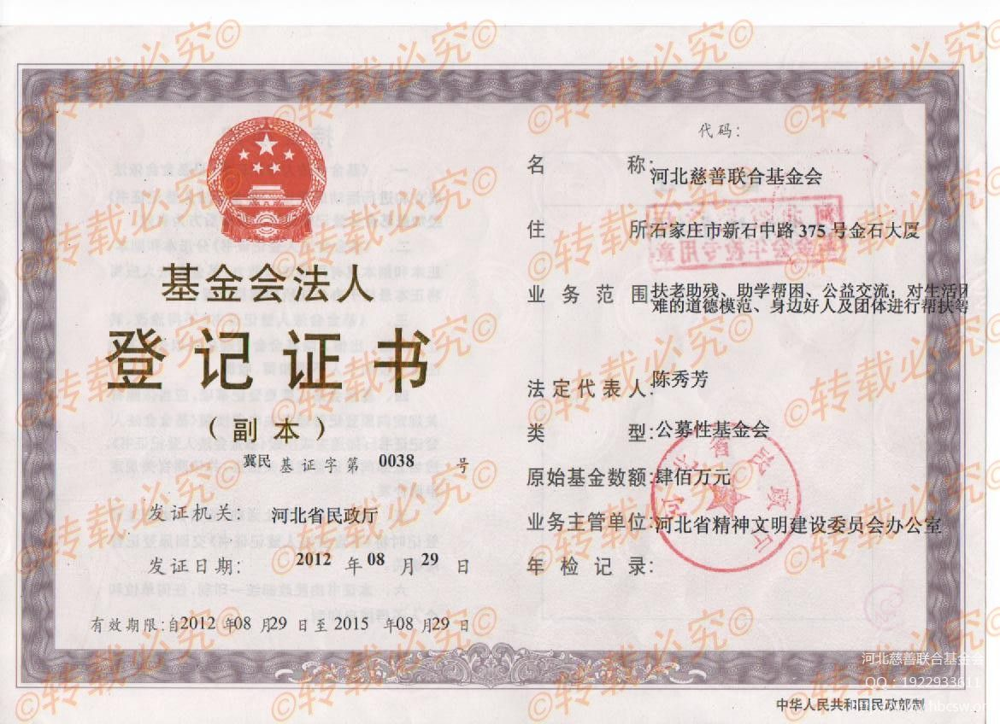 基金会法人
登记证书
（副本）
冀民 基证字第 0038 号
发证机关： 河北省民政厅
发证日期： 2012 年 08 月 29 日
有效期限:自2012 年08 月29 日至 2015 年08 月29 日
代码：
名称:河北慈善联合基金会
住所:石家庄市新石中路 375 号金石大厦
业务范围:扶老助残、助学帮困、公益交流；对生活困
难的道德模范、身边好人及团体进行帮扶等
法定代表人:陈秀芳
类型:公募性基金会
原始基金数额:肆佰万元
业务主管单位:河北省精神文明建设委员会办公室
年检记录:
河北省民政厅
中华人民共和国民政部制
©转载必究
河北慈善联合基金会
QQ：1922933611